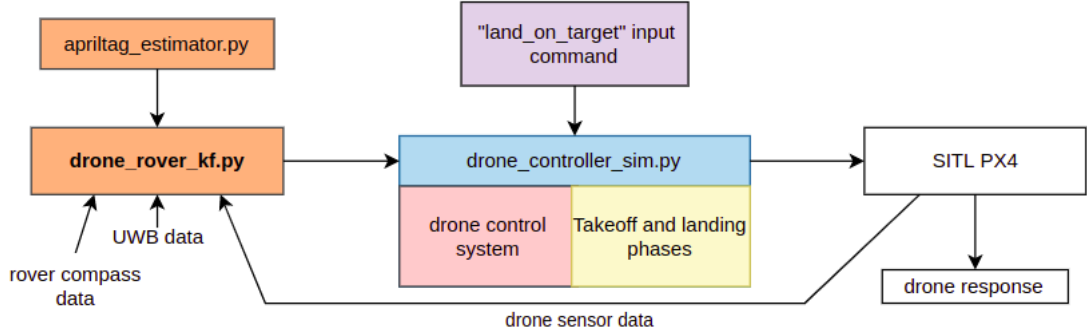 apriltag_estimator.py
"land_on_target" input
command
drone_rover_kf.py
drone_controller_sim.py
SITL PX4
drone control
system
Takeoff and landing
phases
UWB data
rover compass
data
drone response
drone sensor data